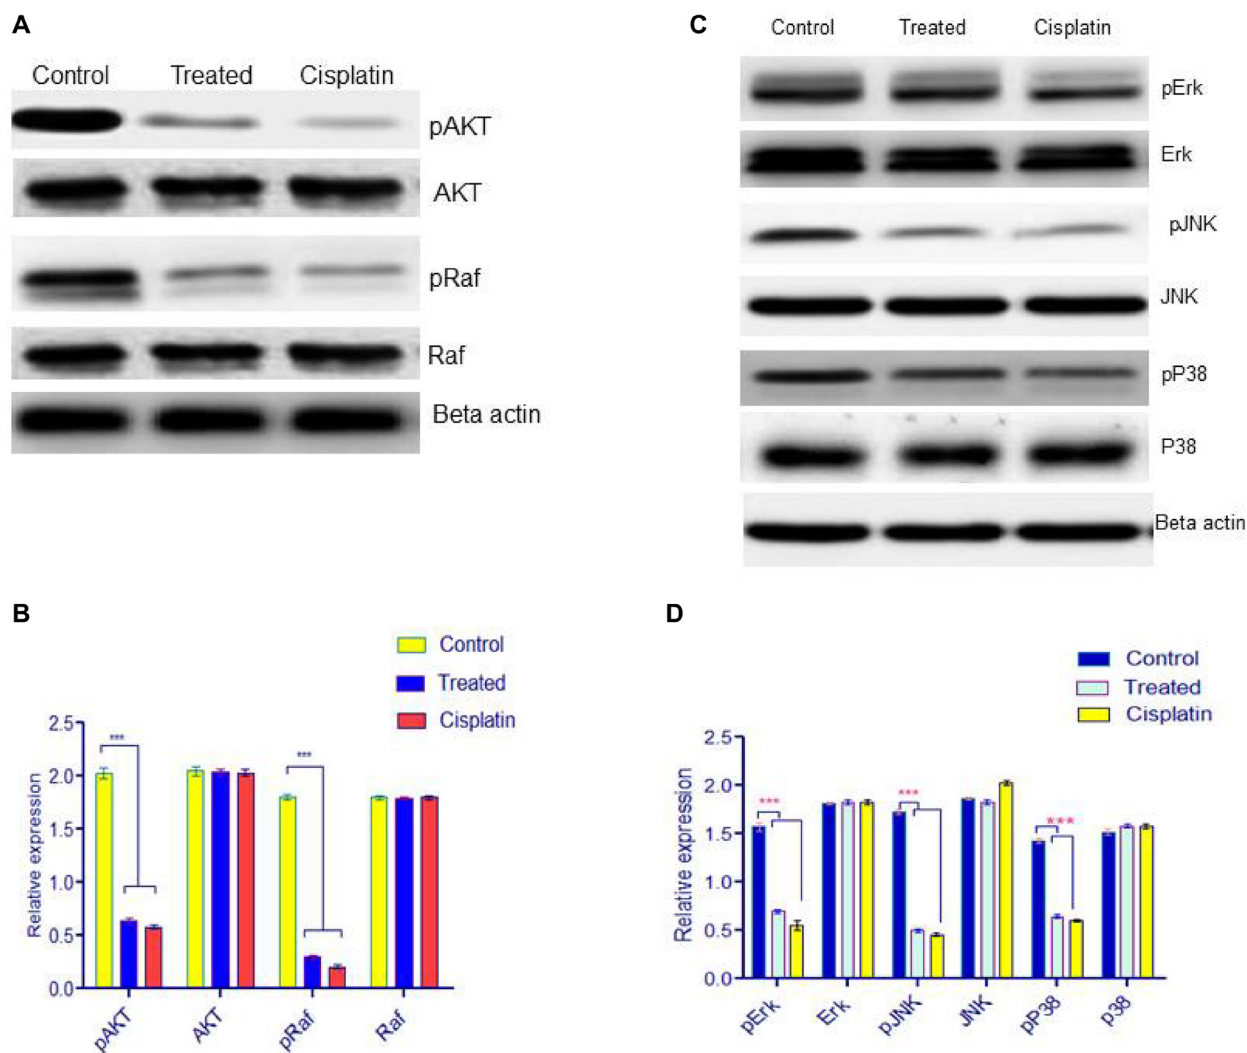 A
Control Treated Cisplatin
pAKT
AKT
pRaf
Raf
Beta actin
C
Control Treated Cisplatin
pErk
Erk
pJNK
JNK
pP38
P38
Beta actin
B
Control
Treated
Cisplatin
Relative expression
2.5
2.0
1.5
1.0
0.5
0.0
***
***
pAKT AKT pRaf Raf
D
Control
Treated
Cisplatin
Relative expression
2.5
2.0
1.5
1.0
0.5
0.0
***
***
***
pErk Erk pJNK JNK pP38 p38